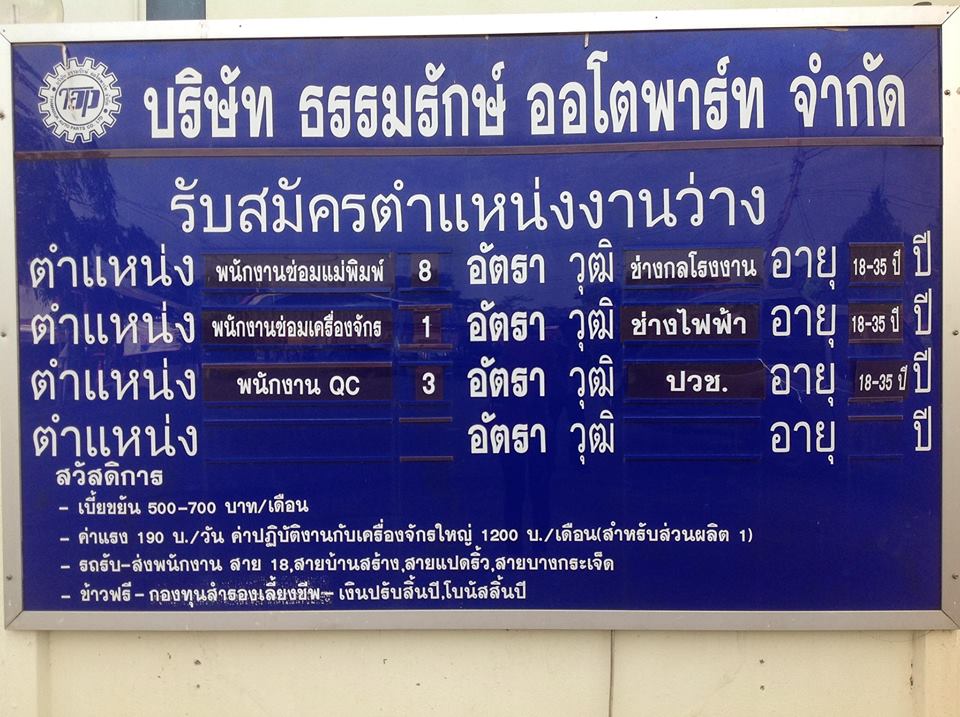 บริษัท ธรรมรักษ์ ออโตพาร์ท จำกัด
รับสมัครตำแหน่งงานว่าง
ตำแหน่ง พนักงานซ่อมแม่พิมพ์ 8 อัตรา วุฒิ ช่างกลโรงงาน อายุ 18-35 ปี ปี
ตำแหน่ง พนักงานซ่อมเครื่องจักร 1 อัตรา วุฒิ ช่างไฟฟ้า อายุ 18-35 ปี ปี
ตำแหน่ง พนักงาน QC 3 อัตรา วุฒิ ปวช. อายุ 18-35 ปี ปี
ตำแหน่ง อัตรา วุฒิ อายุ ปี
สวัสดิการ
- เบี้ยขยัน 500-700 บาท/เดือน
- ค่าแรง 190 บ./วัน ค่าปฏิบัติงานกับเครื่องจักรใหญ่ 1200 บ./เดือน(สำหรับส่วนผลิต 1)
- รถรับ-ส่งพนักงาน สาย 18,สายบ้านสร้าง,สายแปดริ้ว,สายบางกระเจ็ด
- ข้าวฟรี - กองทุนสำรองเลี้ยงชีพ - เงินปรับสิ้นปี,โบนัสสิ้นปี